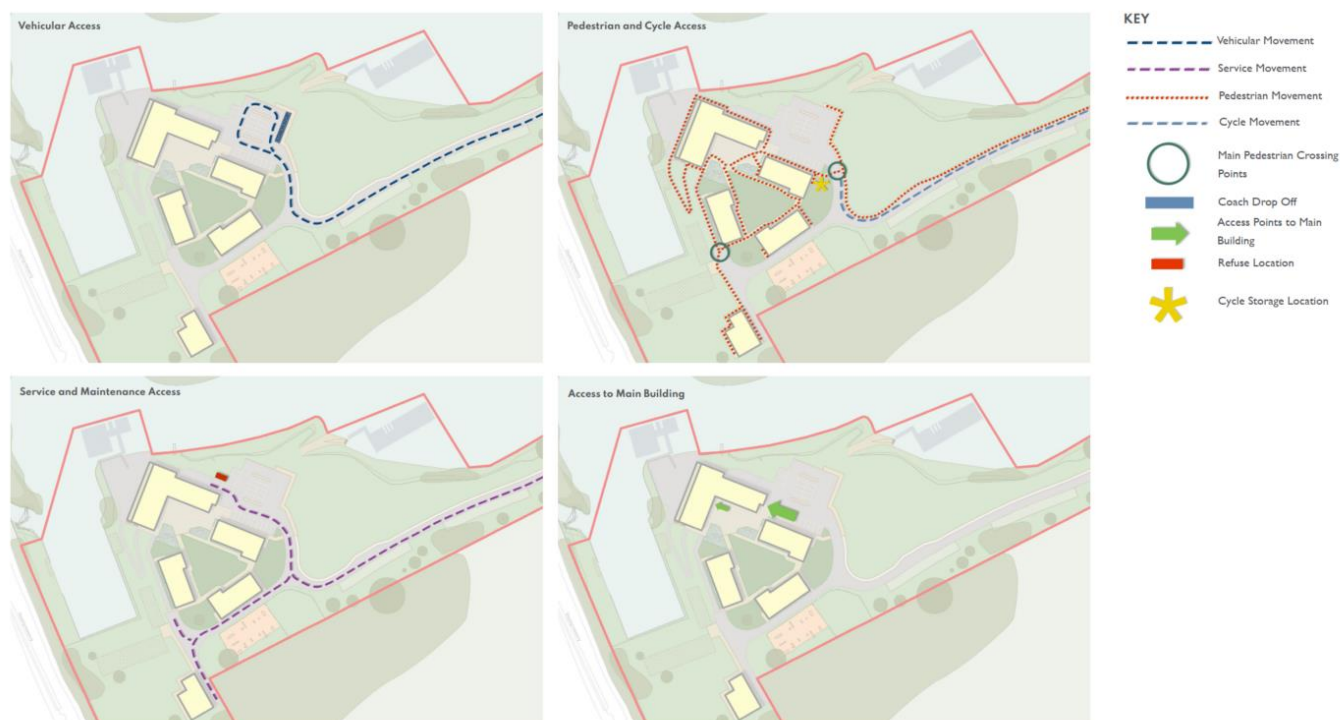 Vehicular Access
Pedestrian and Cycle Access
KEY
Vehicular Movement
Service Movement
Pedestrian Movement
Cycle Movement
Main Pedestrian Crossing
Points
Coach Drop Off
Access Points to Main
Building
Refuse Location
Cycle Storage Location
Service and Maintenance Access
Access to Main Building